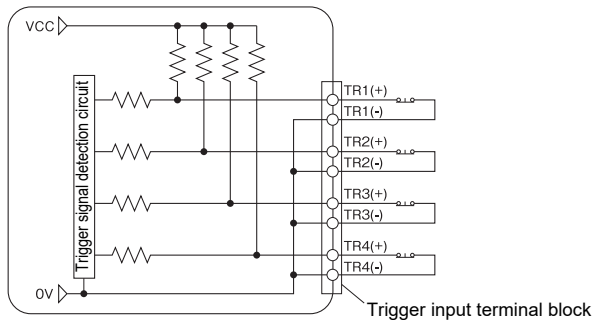 VCC
Trigger signal detection circuit
TR1(+)
TR1(-)
TR2(+)
TR2(-)
TR3(+)
TR3(-)
TR4(+)
TR4(-)
0V
Trigger input terminal block